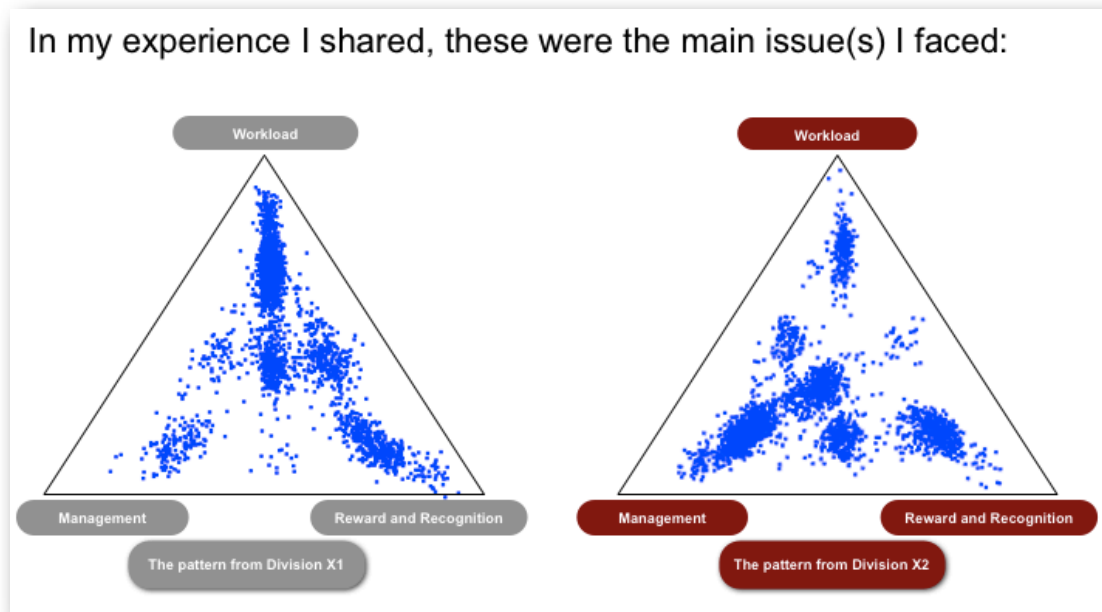 In my experience I shared, these were the main issue(s) I faced:
Workload
Management
Reward and Recognition
The pattern from Division X1
Workload
Management
Reward and Recognition
The pattern from Division X2